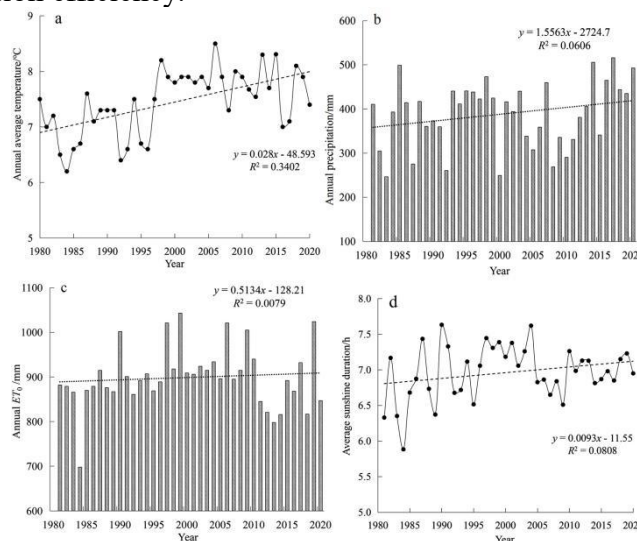 tion efficiency.
a
Annual average temperature/°C
9
8
7
6
5
y = 0.028x - 48.593
R² = 0.3402
1980 1985 1990 1995 2000 2005 2010 2015 2020
Year
b
Annual precipitation/mm
600
500
400
300
200
100
y = 1.5563x - 2724.7
R² = 0.0606
1980 1985 1990 1995 2000 2005 2010 2015 2020
Year
c
Annual ET₀/mm
1100
1000
900
800
700
600
y = 0.5134x - 128.21
R² = 0.0079
1980 1985 1990 1995 2000 2005 2010 2015 2020
Year
d
Average sunshine duration/h
8.0
7.5
7.0
6.5
6.0
5.5
5.0
y = 0.0093x - 11.55
R² = 0.0808
1980 1985 1990 1995 2000 2005 2010 2015 2020
Year